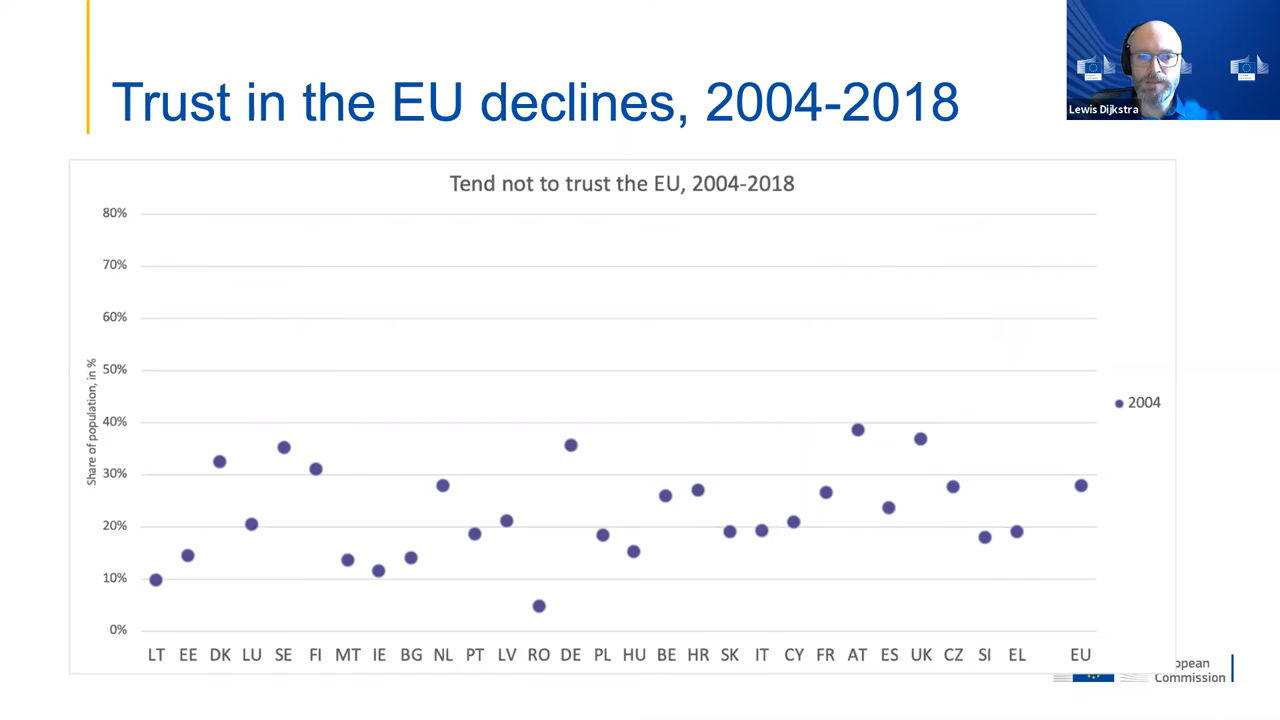 Trust in the EU declines, 2004-2018
Lewis Dijkstra
Tend not to trust the EU, 2004-2018
80%
70%
60%
50%
40%
30%
20%
10%
0%
Share of population, in %
2004
LT EE DK LU SE FI MT IE BG NL PT LV RO DE PL HU BE HR SK IT CY FR AT ES UK CZ SI EL EU
opean
Commission